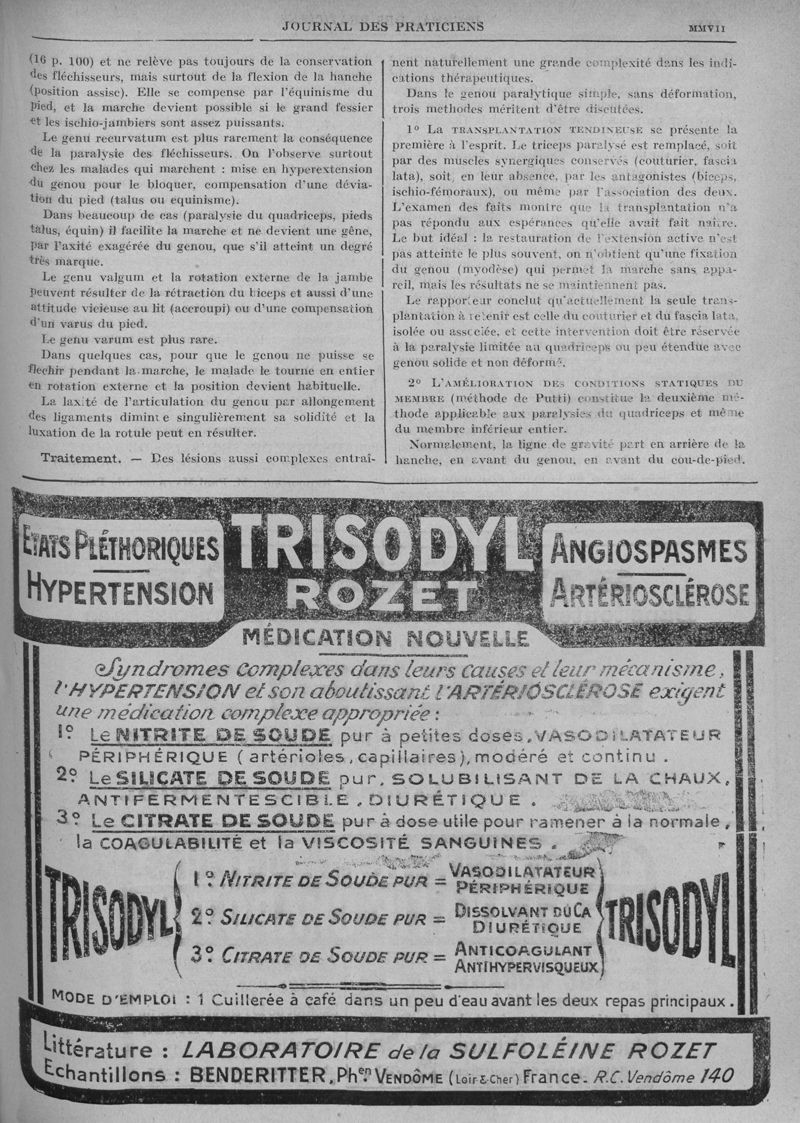 JOURNAL DES PRATICIENS
MMVII
(16 p. 100) et ne relève pas toujours de la conservation
des fléchisseurs, mais surtout de la flexion de la hanche
(position assise). Elle se compense par l'équinisme du
pied, et la marche devient possible si le grand fessier
et les ischio-jambiers sont assez puissants.
Le genu recurvatum est plus rarement la conséquence
de la paralysie des fléchisseurs. On l'observe surtout
chez les malades qui marchent : mise en hyperextension
du genou pour le bloquer, compensation d'une dévia-
tion du pied (talus ou equinisme).
Dans beaucoup de cas (paralysie du quadriceps, pieds
talus, équin) il facilite la marche et ne devient une gêne,
par l'axité exagérée du genou, que s'il atteint un degré
très marque.
Le genu valgum et la rotation externe de la jambe
peuvent résulter de la rétraction du biceps et aussi d'une
attitude vicieuse au lit (accroupi) ou d'une compensation
d'un varus du pied.
Le genu varum est plus rare.
Dans quelques cas, pour que le genou ne puisse se
flechir pendant la marche, le malade le tourne en entier
en rotation externe et la position devient habituelle.
La laxité de l'articulation du genou par allongement
des ligaments diminue singulièrement sa solidité et la
luxation de la rotule peut en résulter.
Traitement. — Des lésions aussi complexes entraî-
nent naturellement une grande complexité dans les indi-
cations thérapeutiques.
Dans le genou paralytique simple, sans déformation,
trois methodes méritent d'être discutées.
1° La TRANSPLANTATION TENDINEUSE se présente la
première à l'esprit. Le triceps paralysé est remplacé, soit
par des muscles synergiques conservés (couturier, fascia
lata), soit, en leur absence, par les antagonistes (biceps,
ischio-fémoraux), ou même par l'association des deux.
L'examen des faits montre que la transplantation n'a
pas répondu aux espérances qu'elle avait fait naître.
Le but idéal : la restauration de l'extension active n'est
pas atteinte le plus souvent, on n'obtient qu'une fixation
du genou (myodèse) qui permet la marche sans appa-
reil, mais les résultats ne se maintiennent pas.
Le rapporteur conclut qu'actuellement la seule trans-
plantation à retenir est celle du couturier et du fascia lata,
isolée ou associée, et cette intervention doit être réservée
à la paralysie limitée au quadriceps ou peu étendue avec
genou solide et non déformé.
2° L'AMÉLIORATION DES CONDITIONS STATIQUES DU
MEMBRE (méthode de Putti) constitue la deuxième mé-
thode applicable aux paralysies du quadriceps et même
du membre inférieur entier.
Normalement, la ligne de gravité part en arrière de la
hanche, en avant du genou, en avant du cou-de-pied.
ETATS PLÉTHORIQUES
HYPERTENSION
TRISODYL
ROZET
ANGIOSPASMES
ARTÉRIOSCLÉROSE
MÉDICATION NOUVELLE
Syndromes complexes dans leurs causes et leur mécanisme,
l'HYPERTENSION et son aboutissant l'ARTÉRIOSCLÉROSE exigent
une médication complexe appropriée :
1° Le NITRITE DE SOUDE pur à petites doses, VASODILATATEUR
PÉRIPHÉRIQUE (artérioles, capillaires), modéré et continu.
2° Le SILICATE DE SOUDE pur, SOLUBILISANT DE LA CHAUX,
ANTIFERMENTESCIBLE, DIURÉTIQUE.
3° Le CITRATE DE SOUDE pur à dose utile pour ramener à la normale,
la COAGULABILITÉ et la VISCOSITÉ SANGUINES.
TRISODYL
1° NITRITE DE SOUDE PUR = VASODILATATEUR PÉRIPHÉRIQUE
2° SILICATE DE SOUDE PUR = DISSOLVANT DU CA DIURÉTIQUE
3° CITRATE DE SOUDE PUR = ANTICOAGULANT ANTIHYPERVISQUEUX
TRISODYL
MODE D'EMPLOI : 1 Cuillerée à café dans un peu d'eau avant les deux repas principaux.
Littérature : LABORATOIRE de la SULFOLÉINE ROZET
Echantillons : BENDERITTER, Phen VENDÔME (Loir & Cher) France. R.C. Vendôme 140